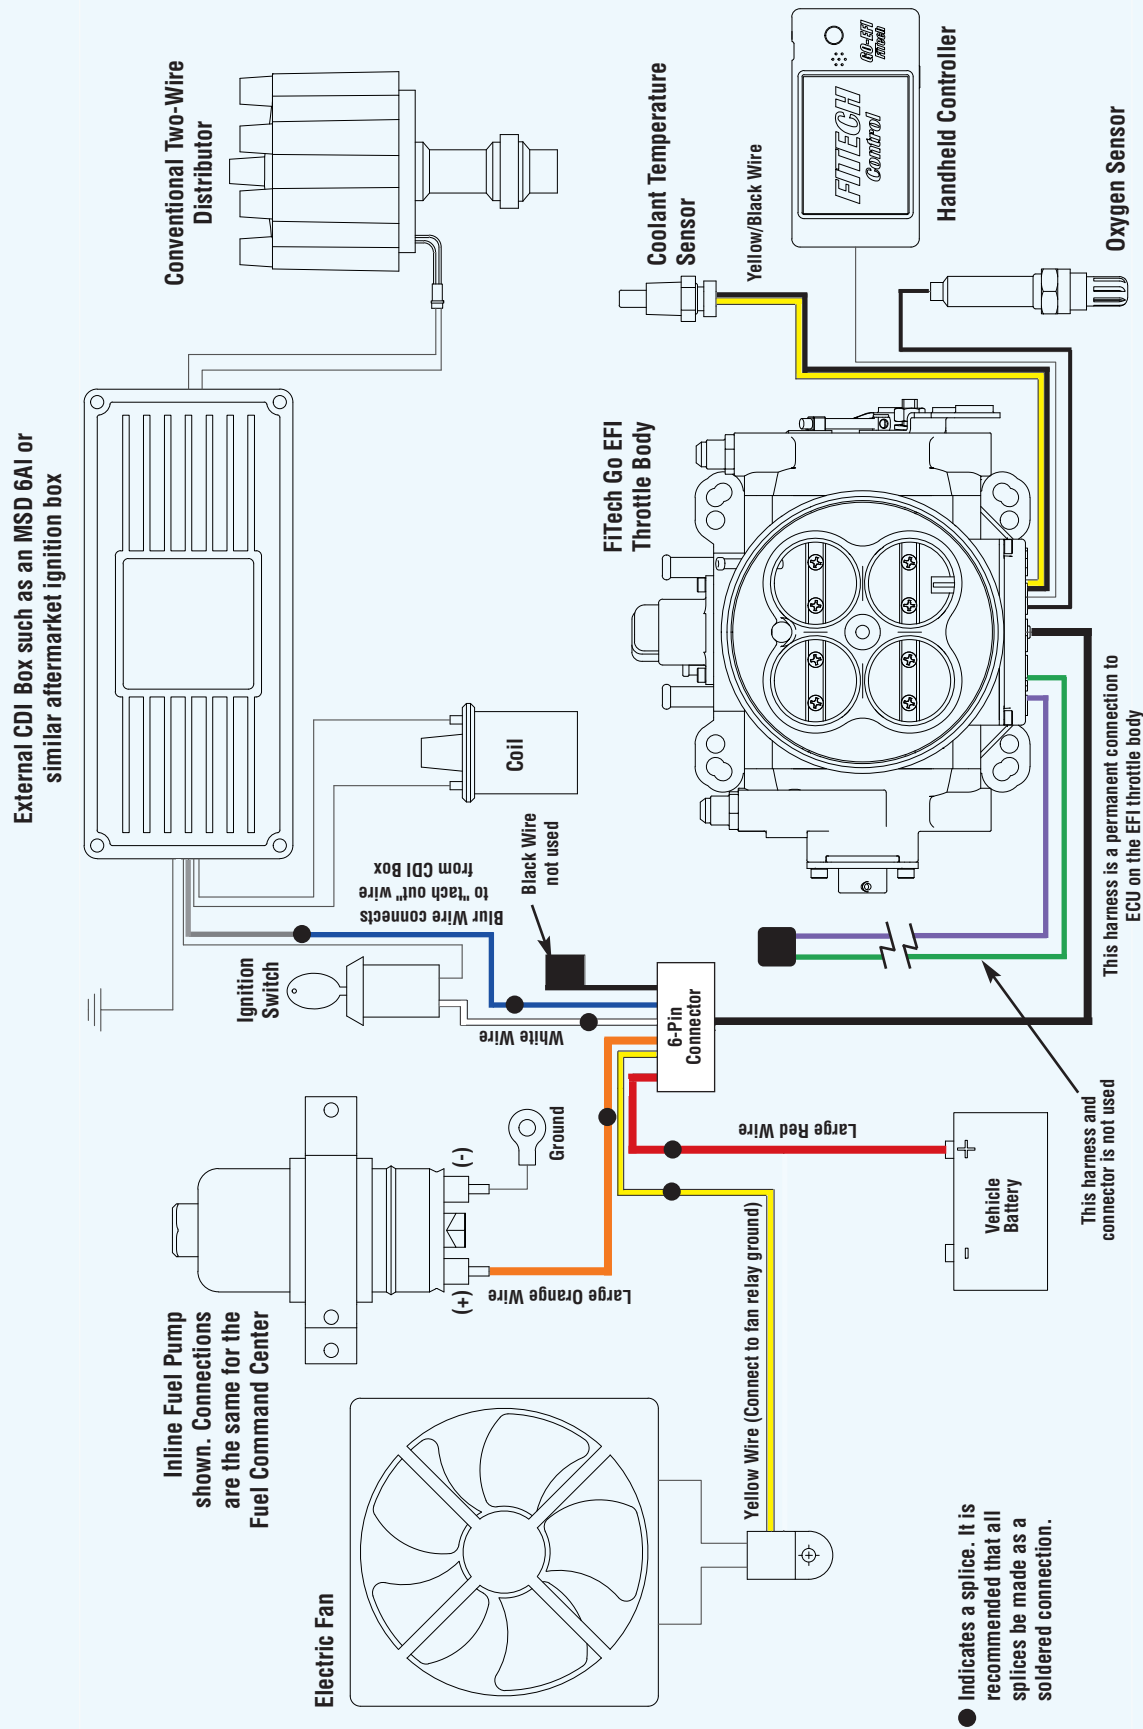 External CDI Box such as an MSD 6Al or
similar aftermarket ignition box
Conventional Two-Wire
Distributor
Coil
Ignition
Switch
Blur Wire connects
to "tach out" wire
from CDI Box
White Wire
Black Wire
not used
Inline Fuel Pump
shown. Connections
are the same for the
Fuel Command Center
(+)
(-)
Ground
Large Orange Wire
Electric Fan
Yellow Wire (Connect to fan relay ground)
Large Red Wire
6-Pin
Connector
Vehicle
Battery
+
-
FiTech Go EFI
Throttle Body
Coolant Temperature
Sensor
Yellow/Black Wire
FITECH
Control
GO-EFI
FiTech
Handheld Controller
Oxygen Sensor
This harness is a permanent connection to
ECU on the EFI throttle body
This harness and
connector is not used
Indicates a splice. It is
recommended that all
splices be made as a
soldered connection.